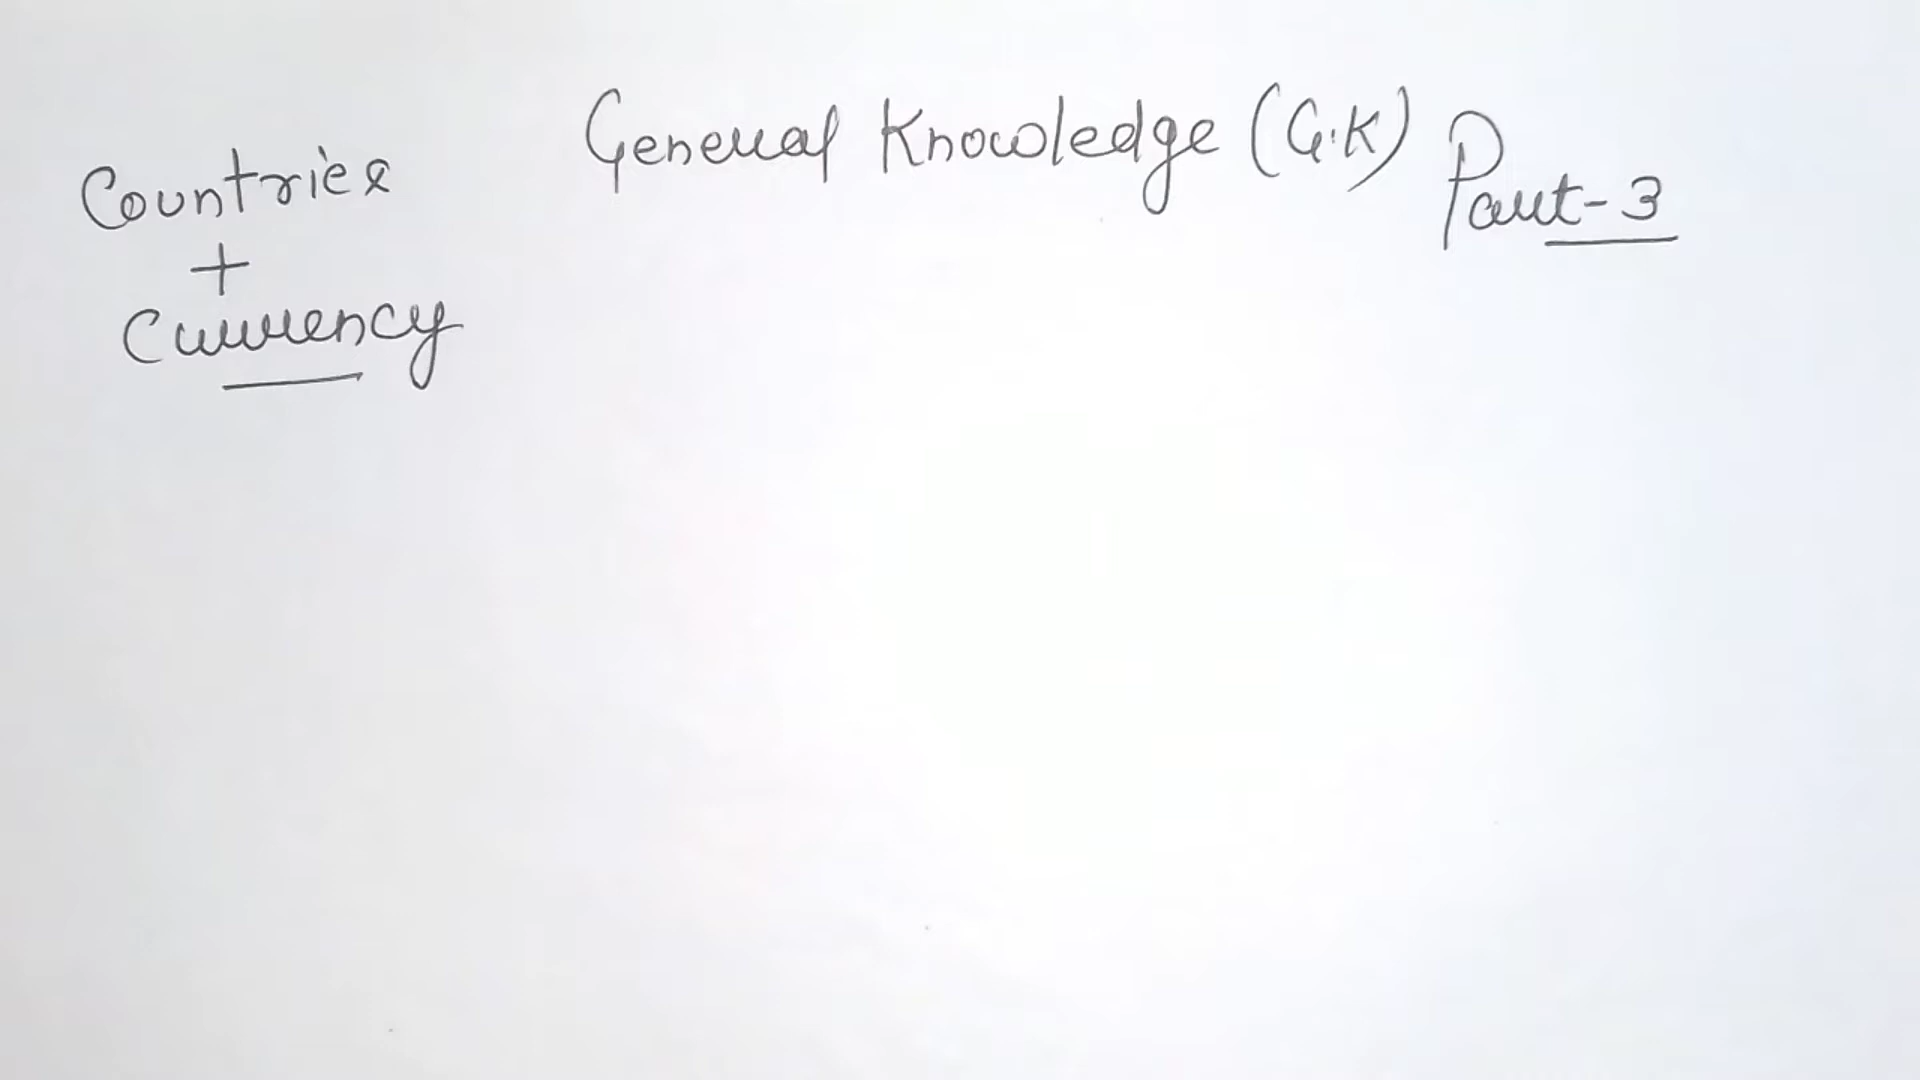 General Knowledge (G.K) Part-3
Countries
+
Currency